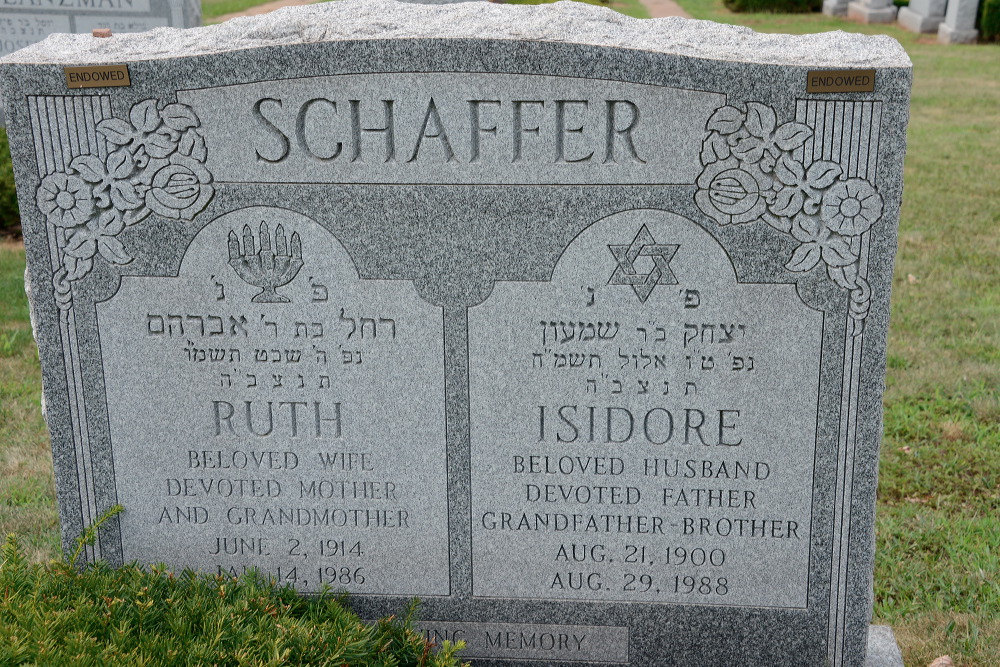 ENDOWED
ENDOWED
SCHAFFER
פ' נ'
רחל בת ר' אברהם
נפ' ה' שבט תשמ"ו
ת נ צ ב "ה
RUTH
BELOVED WIFE
DEVOTED MOTHER
AND GRANDMOTHER
JUNE 2, 1914
14, 1986
פ' נ'
יצחק ב"ר שמעון
נפ' ט"ו אלול תשמ"ח
ת נ צ ב "ה
ISIDORE
BELOVED HUSBAND
DEVOTED FATHER
GRANDFATHER-BROTHER
AUG. 21, 1900
AUG. 29, 1988
MEMORY